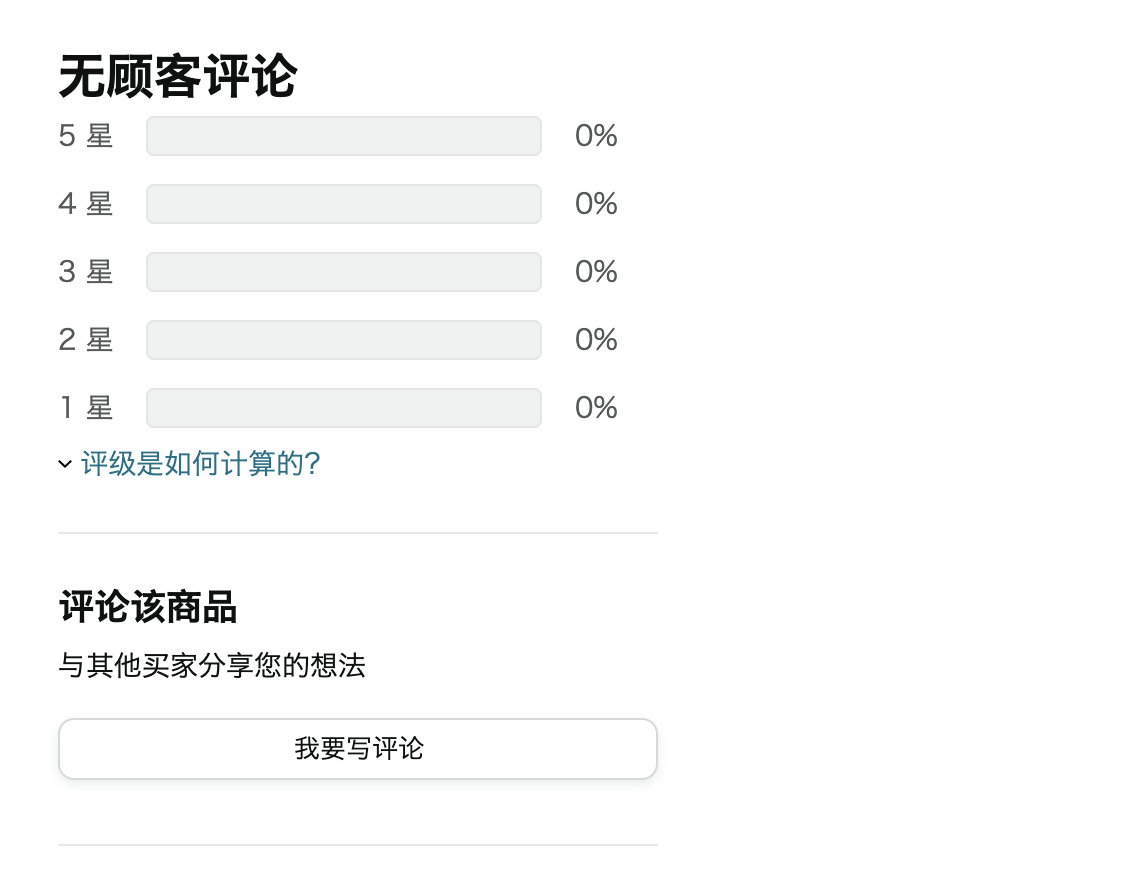 无顾客评论
5 星 0%
4 星 0%
3 星 0%
2 星 0%
1 星 0%
评级是如何计算的?
评论该商品
与其他买家分享您的想法
我要写评论